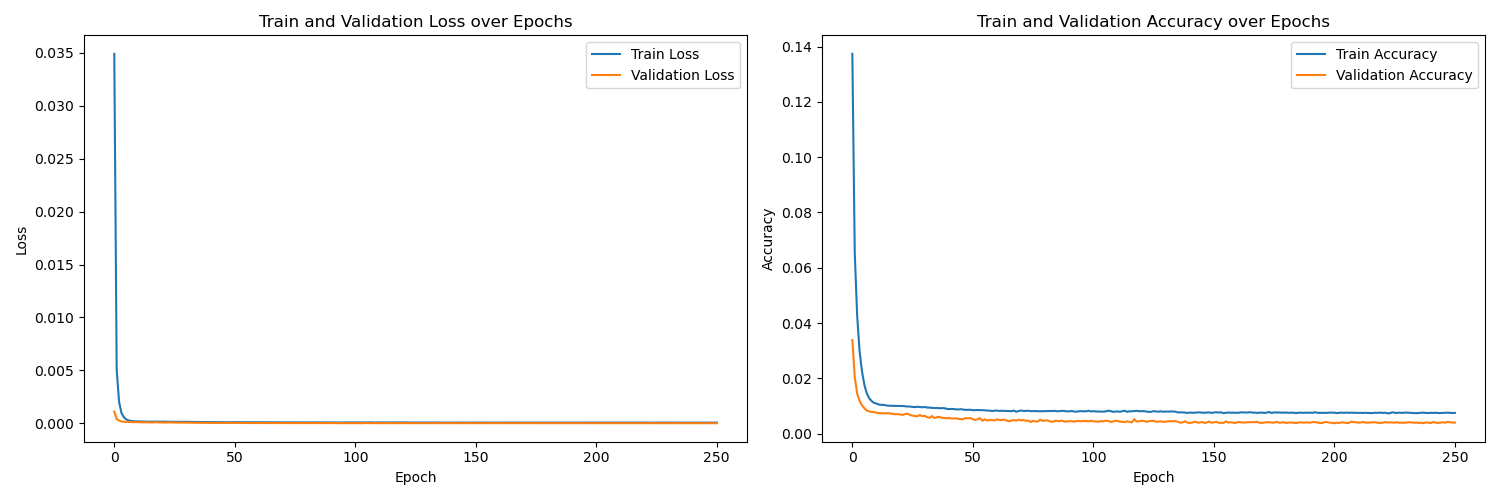 Train and Validation Loss over Epochs
Train Loss
Validation Loss
0.035
0.030
0.025
0.020
0.015
0.010
0.005
0.000
Loss
0
50
100
150
200
250
Epoch
Train and Validation Accuracy over Epochs
Train Accuracy
Validation Accuracy
0.14
0.12
0.10
0.08
0.06
0.04
0.02
0.00
Accuracy
0
50
100
150
200
250
Epoch